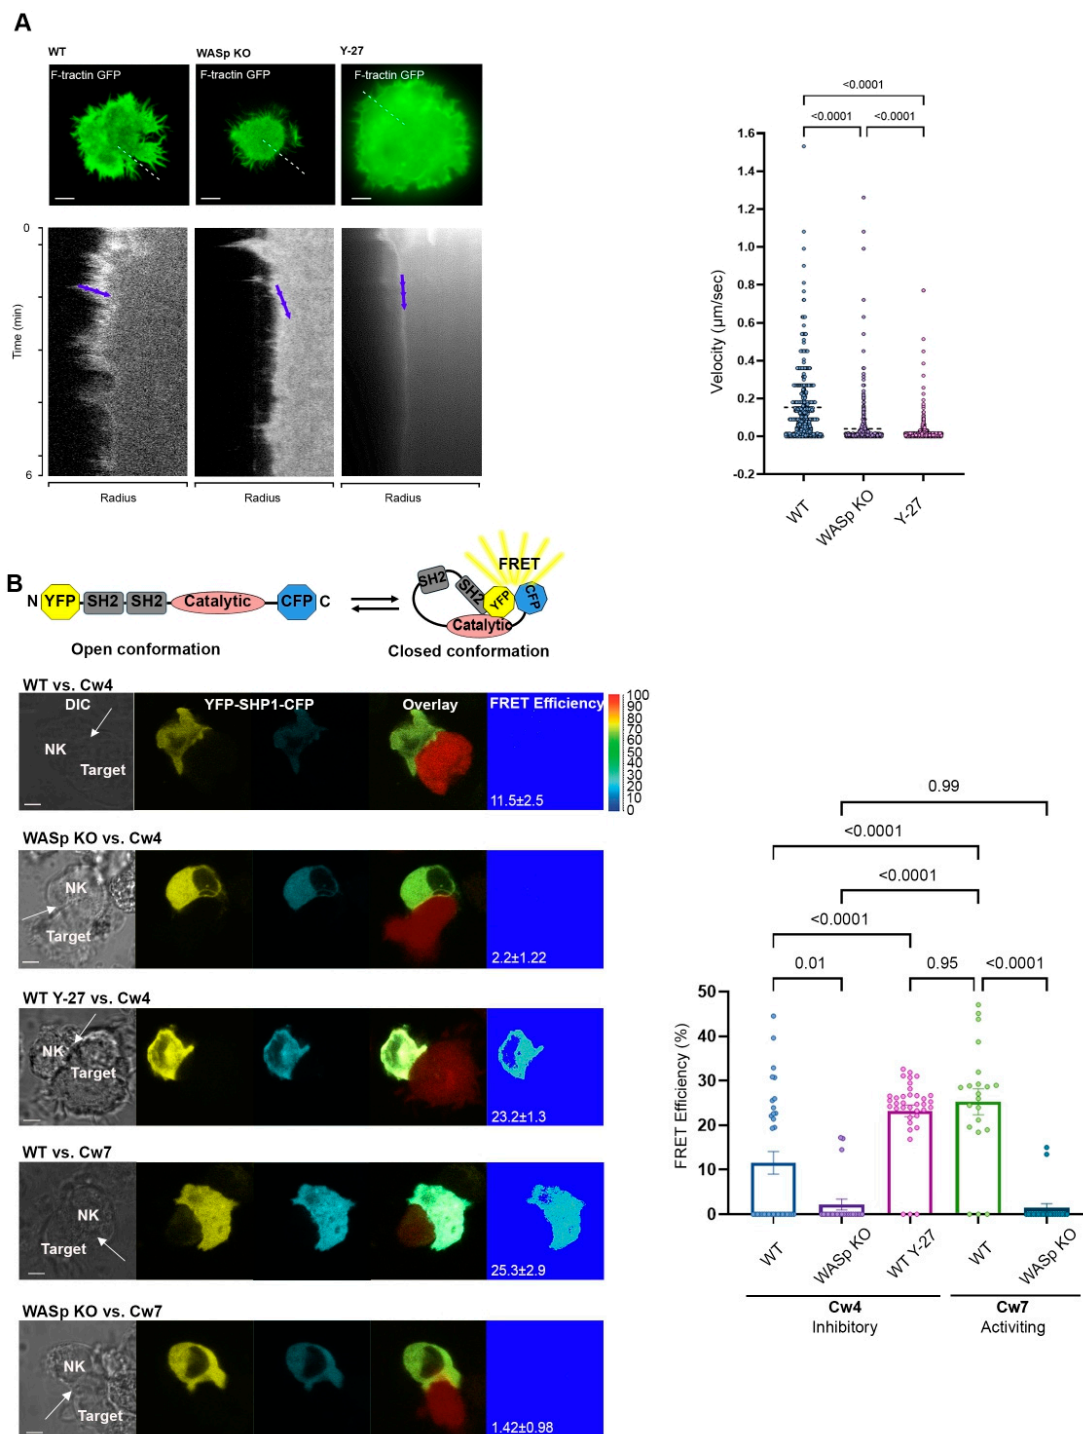 A
WT
WASp KO
Y-27
F-tractin GFP
F-tractin GFP
F-tractin GFP
0
Time (min)
6
Radius
Radius
Radius
<0.0001
<0.0001
<0.0001
Velocity (µm/sec)
1.6
1.4
1.2
1.0
0.8
0.6
0.4
0.2
0.0
-0.2
WT
WASp KO
Y-27
B
N YFP SH2 SH2 Catalytic CFP C
Open conformation
FRET
SH2
SH2
YFP
CFP
Catalytic
Closed conformation
WT vs. Cw4
DIC
YFP-SHP1-CFP
Overlay
FRET Efficiency
NK
Target
11.5±2.5
100
90
80
70
60
50
40
30
20
10
0
WASp KO vs. Cw4
NK
Target
2.2±1.22
WT Y-27 vs. Cw4
NK
Target
23.2±1.3
WT vs. Cw7
NK
Target
25.3±2.9
WASp KO vs. Cw7
NK
Target
1.42±0.98
0.99
<0.0001
<0.0001
<0.0001
0.01
0.95
<0.0001
FRET Efficiency (%)
50
40
30
20
10
0
WT
WASp KO
WT Y-27
WT
WASp KO
Cw4
Inhibitory
Cw7
Activiting